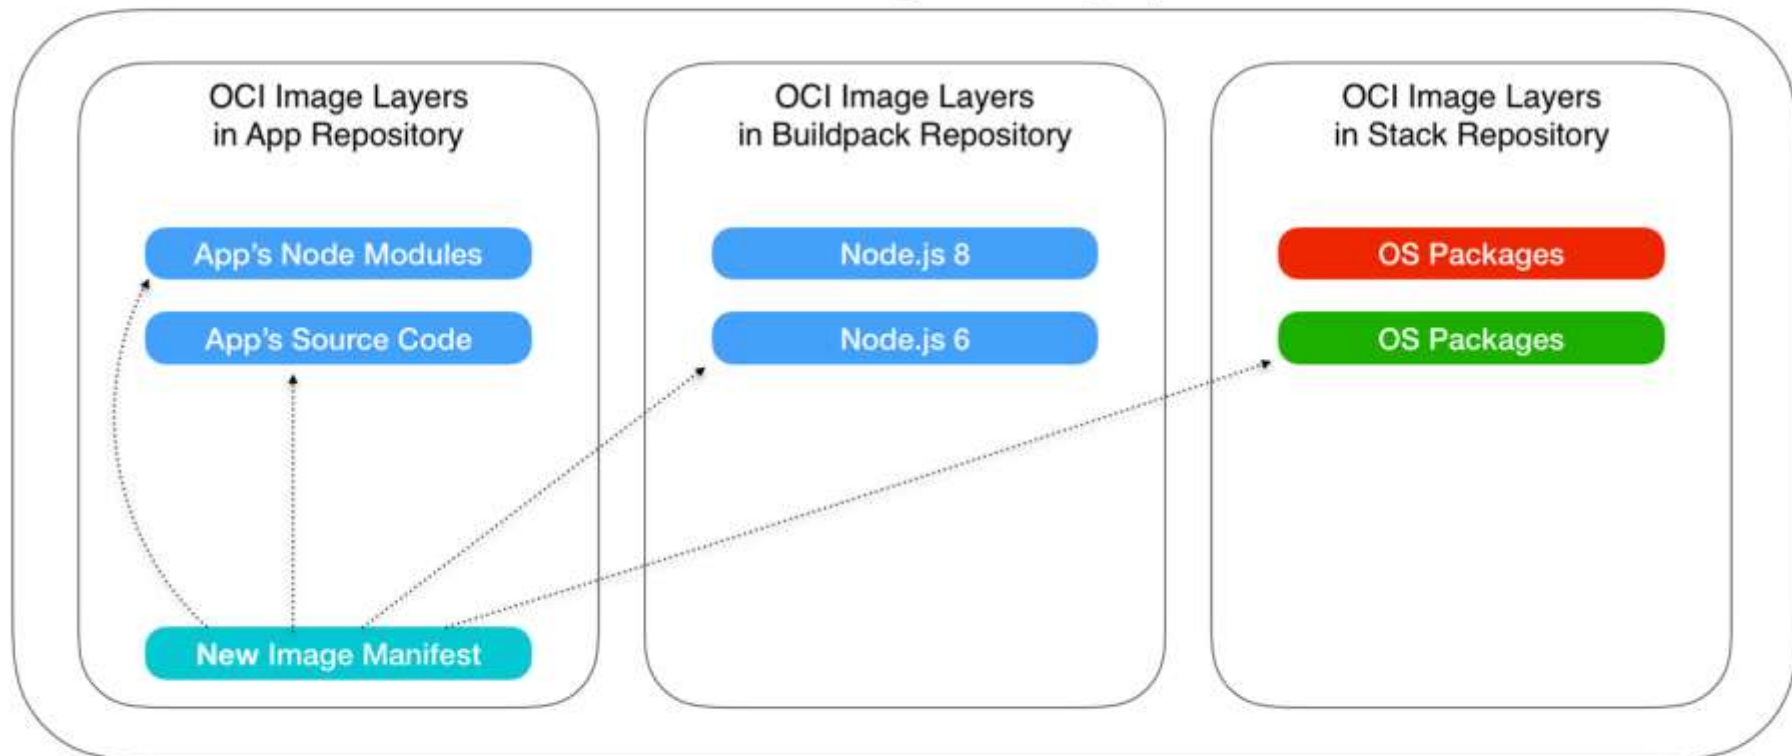 OCI Image Layers
in App Repository
App's Node Modules
App's Source Code
New Image Manifest
OCI Image Layers
in Buildpack Repository
Node.js 8
Node.js 6
OCI Image Layers
in Stack Repository
OS Packages
OS Packages